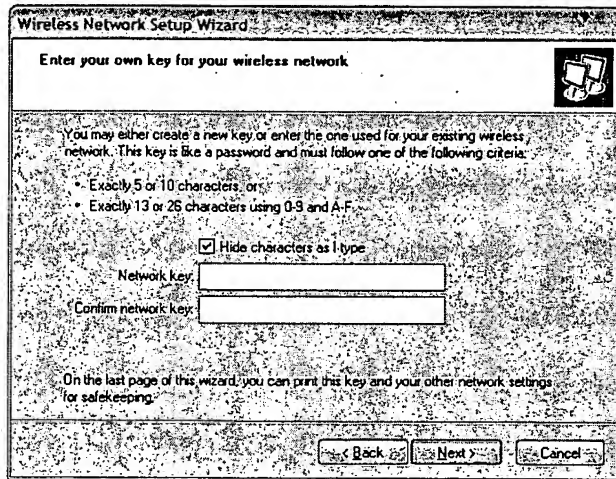 Wireless Network Setup Wizard
Enter your own key for your wireless network
You may either create a new key or enter the one used for your existing wireless
network. This key is like a password and must follow one of the following criteria:
• Exactly 5 or 10 characters, or
• Exactly 13 or 26 characters using 0-9 and A-F
Hide characters as I type
Network key:
Confirm network key:
On the last page of this wizard, you can print this key and your other network settings
for safekeeping.
< Back Next > Cancel